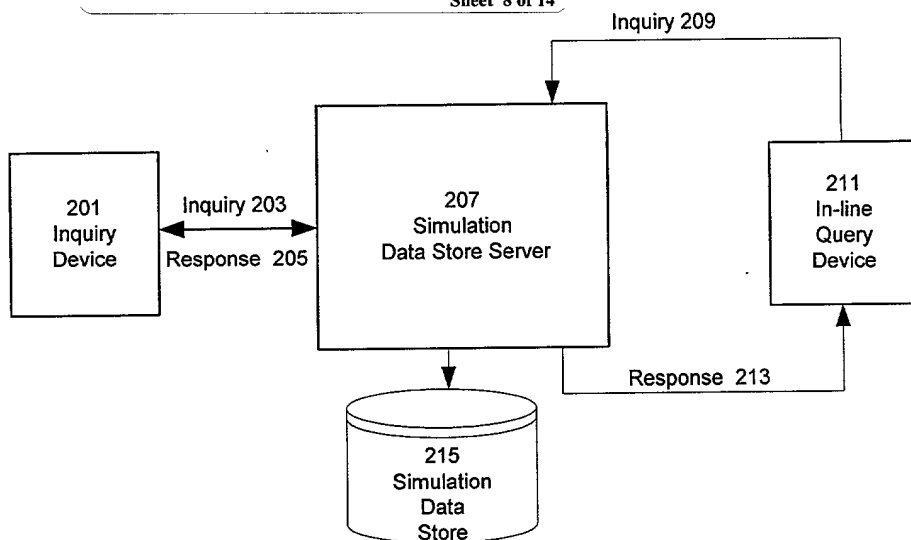 Sheet 8 of 14
Inquiry 209
201
Inquiry
Device
Inquiry 203
Response 205
207
Simulation
Data Store Server
211
In-line
Query
Device
Response 213
215
Simulation
Data
Store